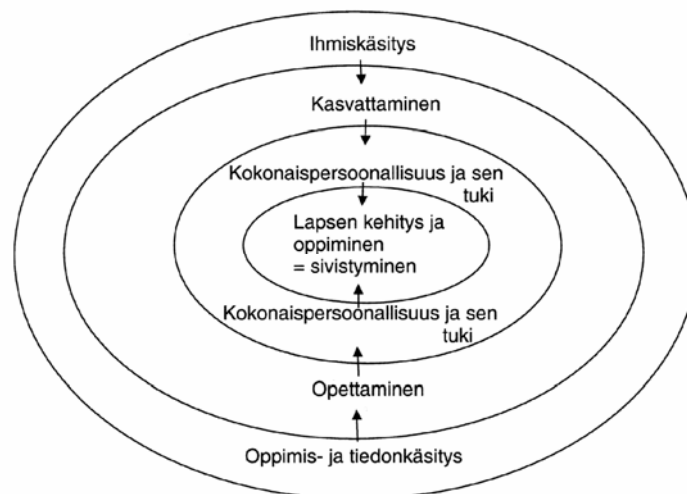 Ihmiskäsitys
Kasvattaminen
Kokonaispersoonallisuus ja sen
tuki
Lapsen kehitys ja
oppiminen
= sivistyminen
Kokonaispersoonallisuus ja sen
tuki
Opettaminen
Oppimis- ja tiedonkäsitys